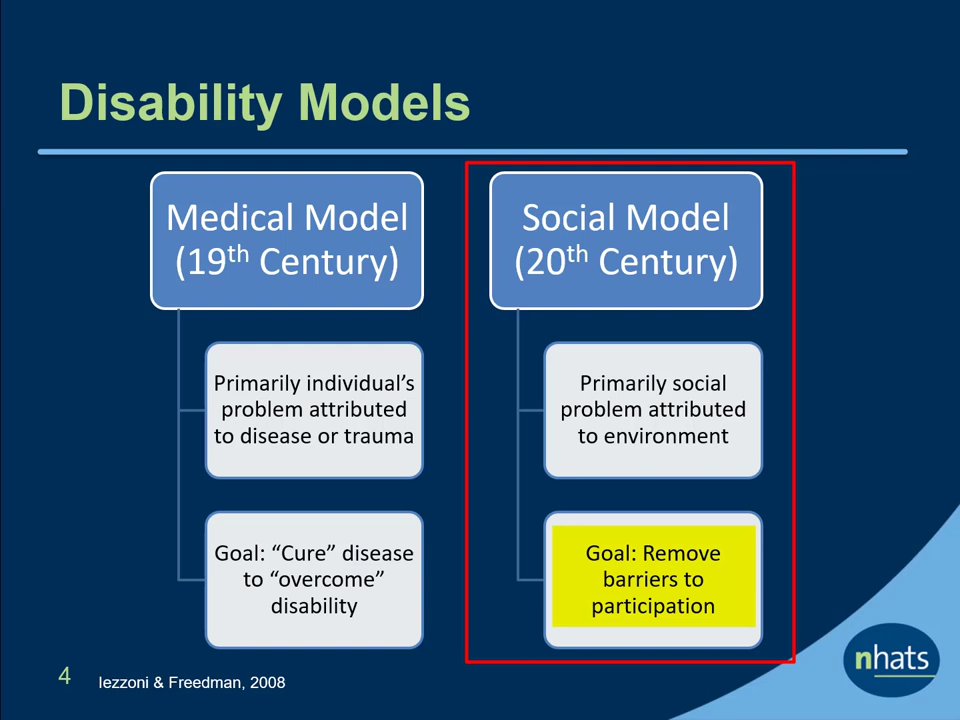 Disability Models
Medical Model
(19th Century)
Primarily individual’s
problem attributed
to disease or trauma
Goal: “Cure” disease
to “overcome”
disability
Social Model
(20th Century)
Primarily social
problem attributed
to environment
Goal: Remove
barriers to
participation
4
Iezzoni & Freedman, 2008
nhats